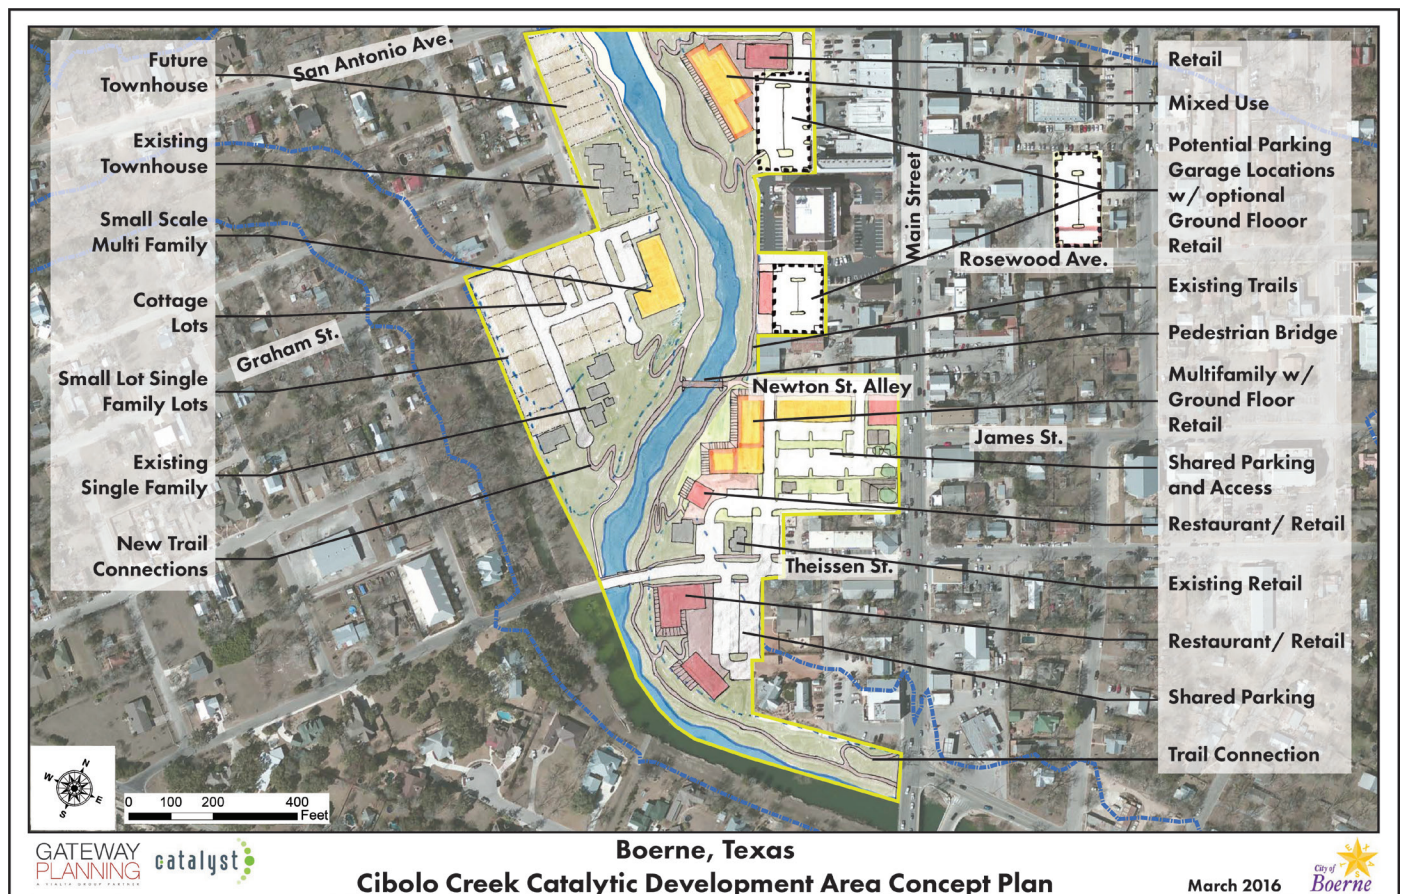 Future
Townhouse
Existing
Townhouse
Small Scale
Multi Family
Cottage
Lots
Small Lot Single
Family Lots
Existing
Single Family
New Trail
Connections
San Antonio Ave.
Graham St.
Main Street
Rosewood Ave.
Newton St. Alley
James St.
Theissen St.
Retail
Mixed Use
Potential Parking
Garage Locations
w/ optional
Ground Flooor
Retail
Existing Trails
Pedestrian Bridge
Multifamily w/
Ground Floor
Retail
Shared Parking
and Access
Restaurant/ Retail
Existing Retail
Restaurant/ Retail
Shared Parking
Trail Connection
N
W
E
S
0 100 200 400
Feet
GATEWAY
PLANNING
A VIALTA GROUP PARTNER
catalyst
Boerne, Texas
Cibolo Creek Catalytic Development Area Concept Plan
March 2016
City of
Boerne